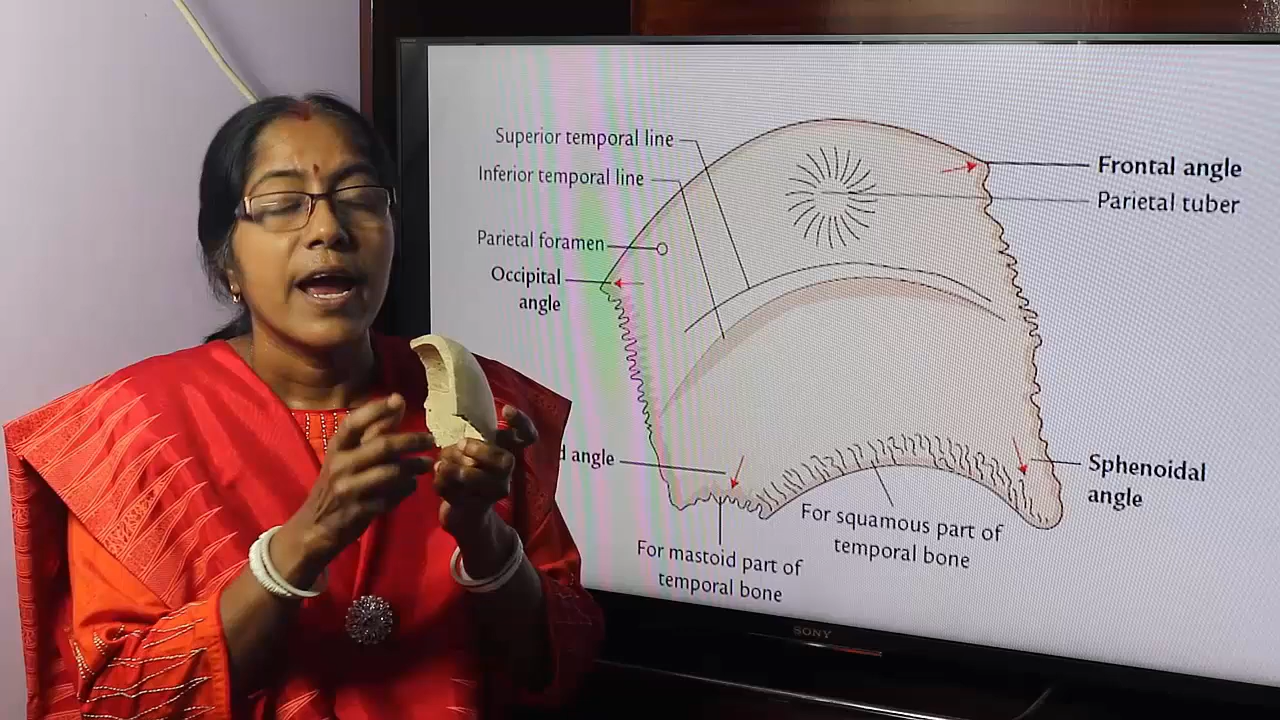 Superior temporal line
Inferior temporal line
Parietal foramen
Occipital
angle
angle
For mastoid part of
temporal bone
For squamous part of
temporal bone
Frontal angle
Parietal tuber
Sphenoidal
angle
SONY